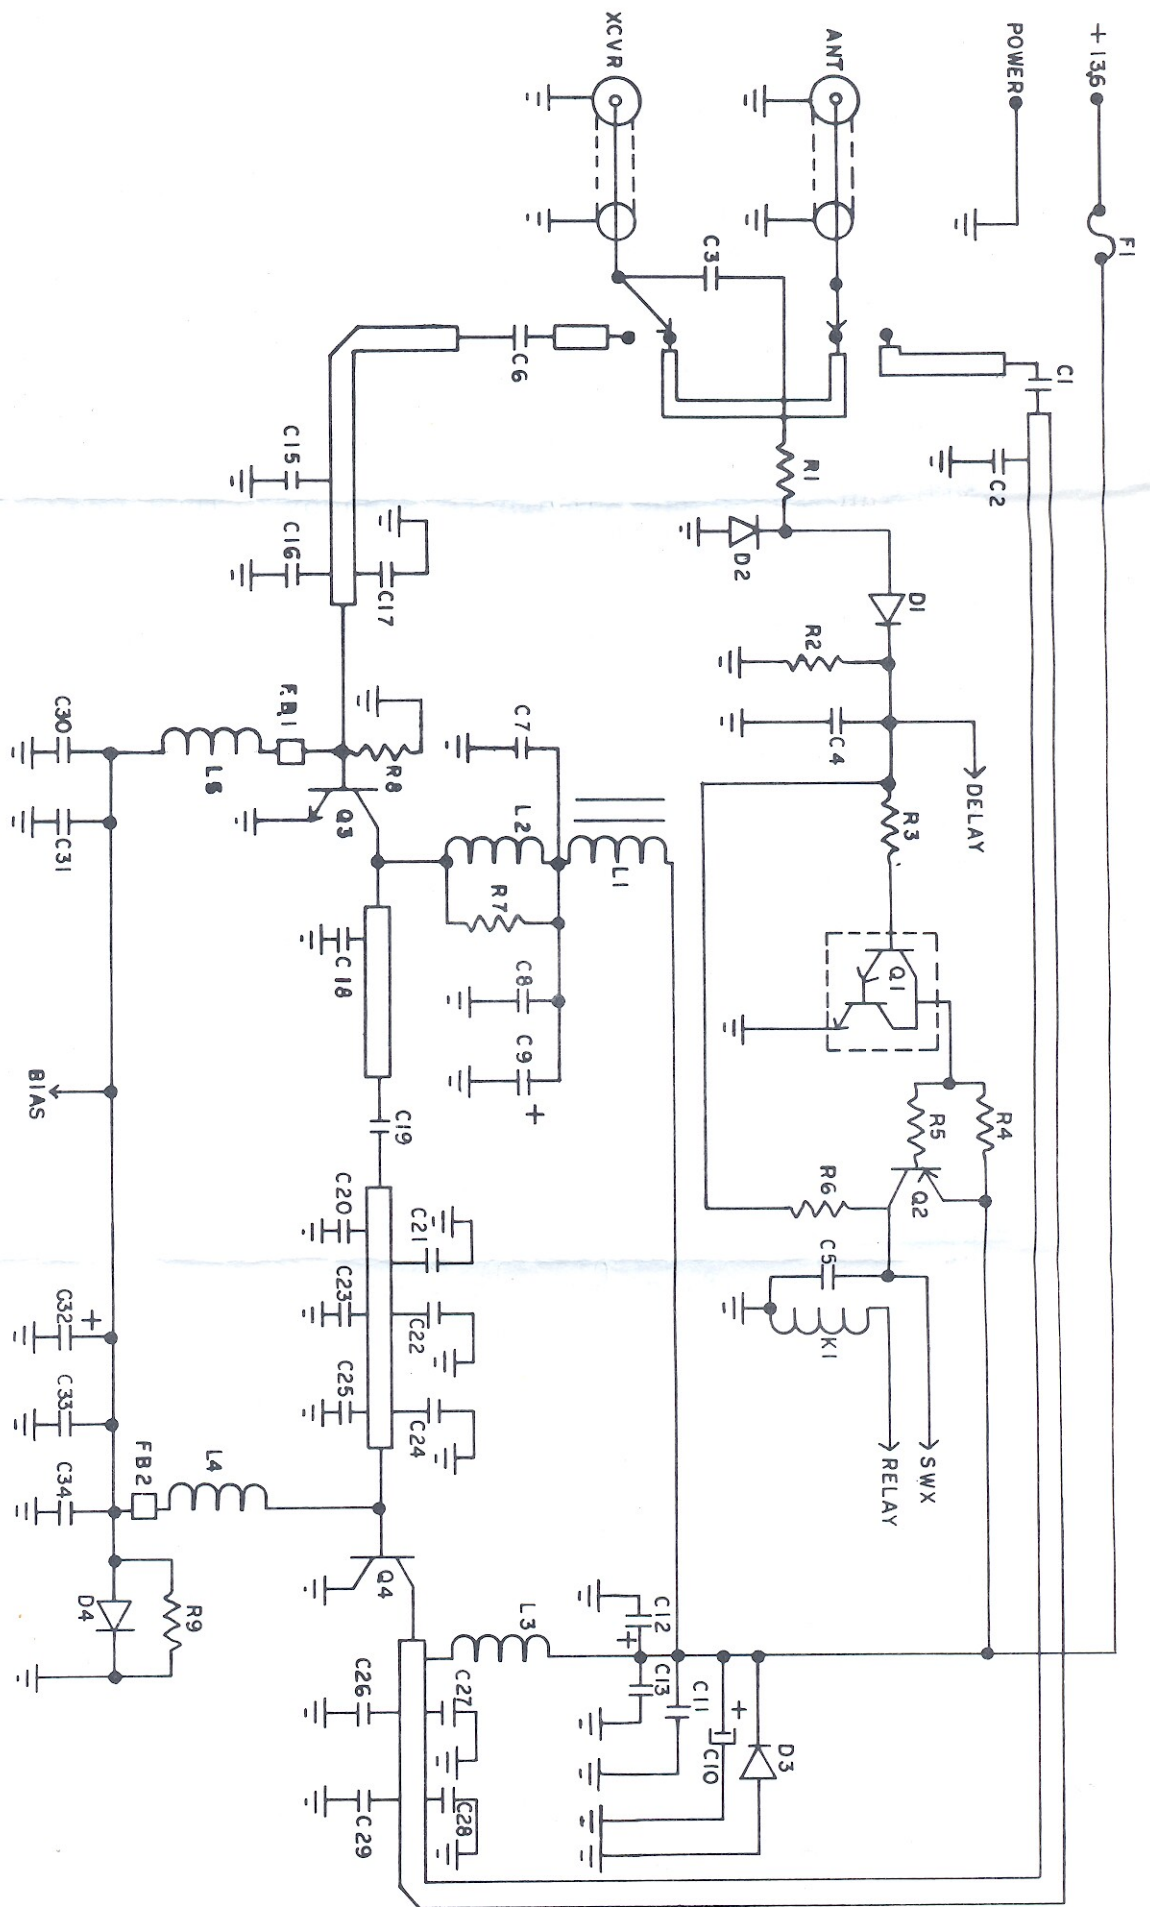 +13.6
F1
POWER
ANT
XCVR
C1
C2
C3
C6
R1
D2
D1
R2
C4
DELAY
R3
Q1
R4
R5
Q2
R6
C5
K1
SWX
RELAY
C15
C16
C17
F.B.1
L5
R8
Q3
C7
L2
L1
R7
C8
C9
+
C18
C19
C20
C21
C22
C23
C24
C25
C30
C31
BIAS
C32
+
C33
C34
FB2
L4
Q4
R9
D4
L3
C12
+
C13
C11
+
C10
D3
C26
C27
C28
C29